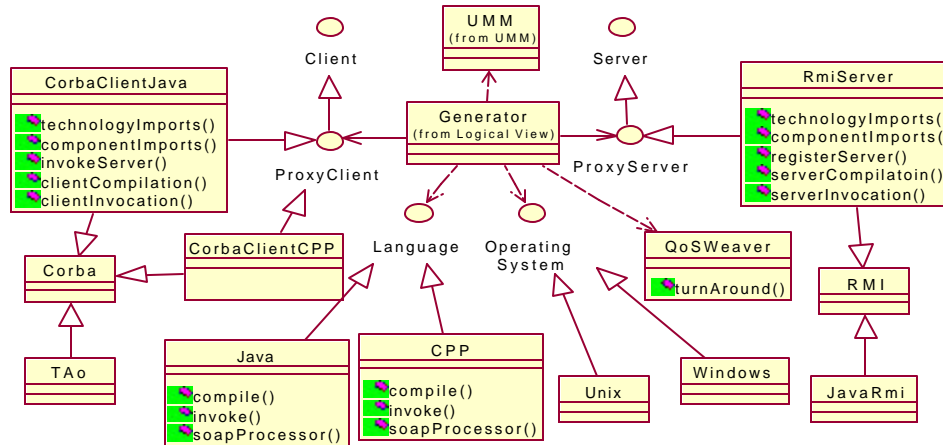 UMM
(from UMM)
Client
Server
CorbaClientJava
technologyImports()
componentImports()
invokeServer()
clientCompilation()
clientInvocation()
Generator
(from Logical View)
RmiServer
technologyImports()
componentImports()
registerServer()
serverCompilatoin()
serverInvocation()
ProxyClient
ProxyServer
Corba
CorbaClientCPP
Language
Operating
System
QoSWeaver
turnAround()
RMI
TAo
Java
compile()
invoke()
soapProcessor()
CPP
compile()
invoke()
soapProcessor()
Unix
Windows
JavaRmi